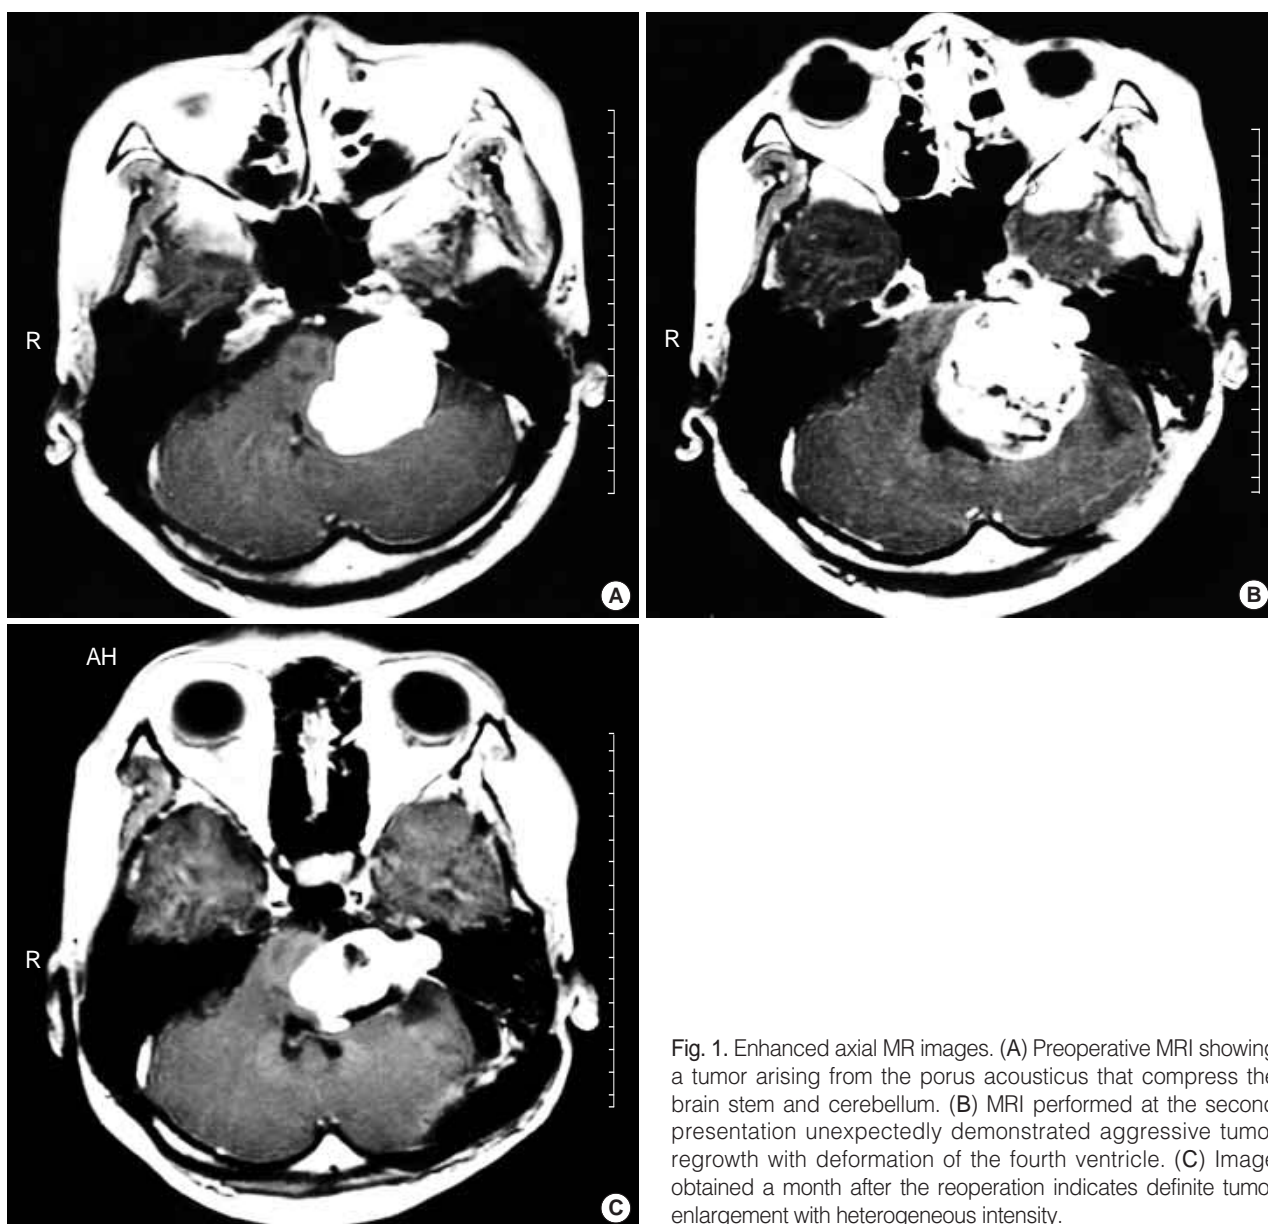 R
A
R
B
AH
R
C
Fig. 1. Enhanced axial MR images. (A) Preoperative MRI showing
a tumor arising from the porus acousticus that compress the
brain stem and cerebellum. (B) MRI performed at the second
presentation unexpectedly demonstrated aggressive tumo
regrowth with deformation of the fourth ventricle. (C) Image
obtained a month after the reoperation indicates definite tumo
enlargement with heterogeneous intensity.